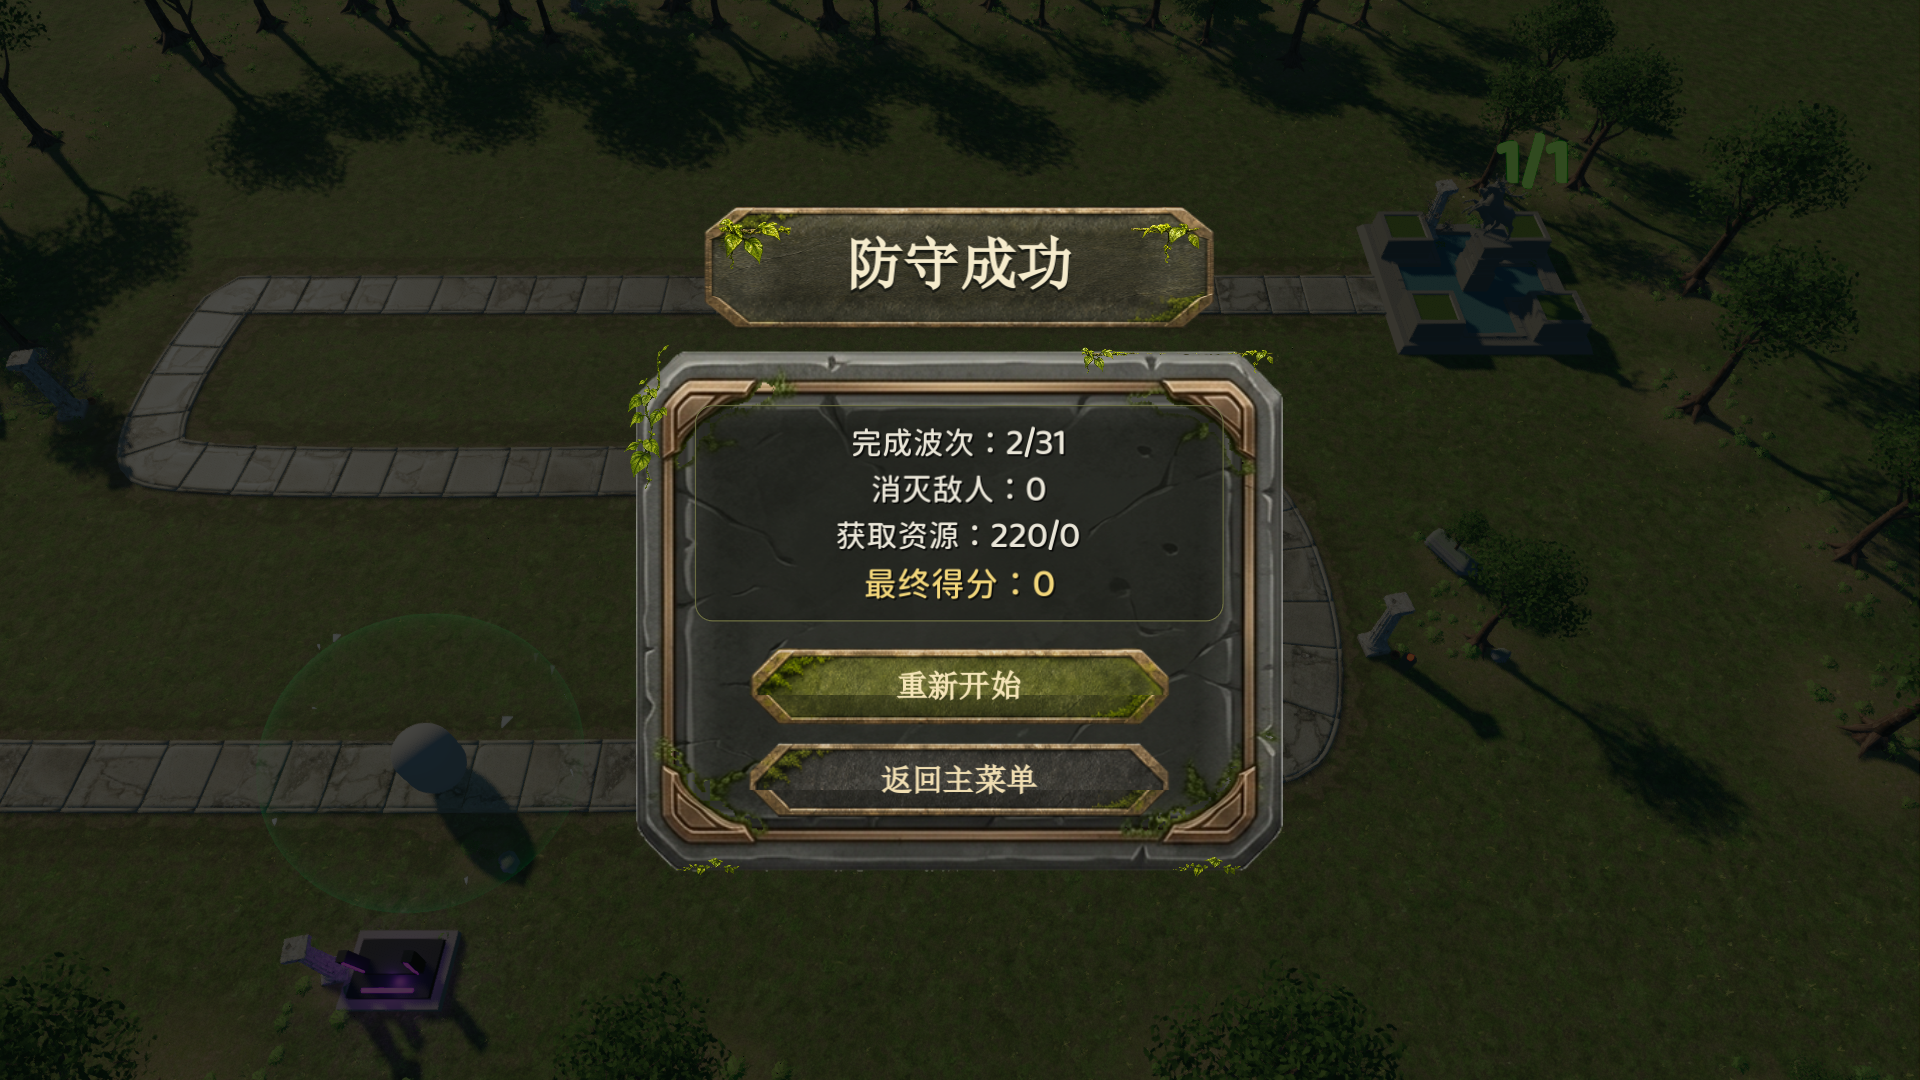 1/1
防守成功
完成波次：2/31
消灭敌人：0
获取资源：220/0
最终得分：0
重新开始
返回主菜单